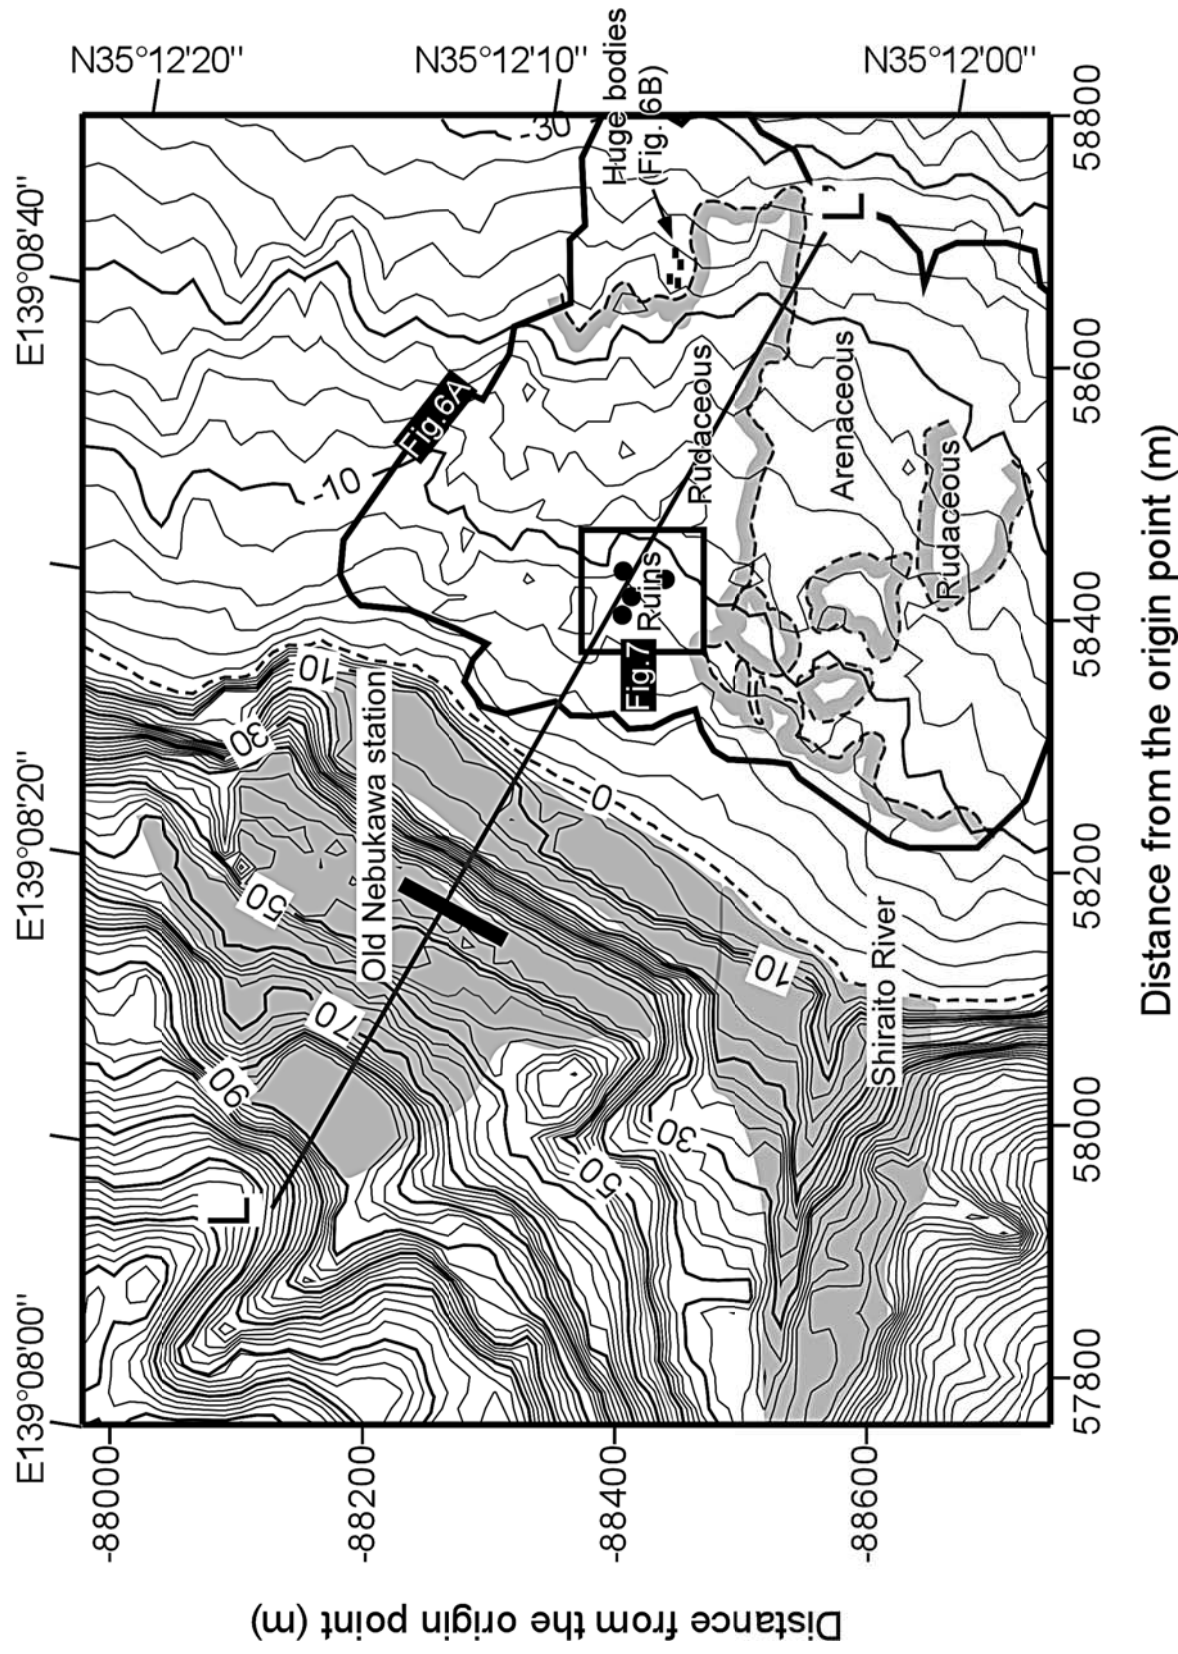 N35°12'20"
N35°12'10"
N35°12'00"
E139°08'40"
E139°08'20"
E139°08'00"
-30
Huge bodies
(Fig. 6B)
L'
Fig.6A
-10
Rudaceous
Arenaceous
Rudaceous
Ruins
Fig.7
10
30
Old Nebukawa station
0
50
70
90
10
Shiraito River
30
50
L
58800
58600
58400
58200
58000
57800
Distance from the origin point (m)
-88000
-88200
-88400
-88600
Distance from the origin point (m)